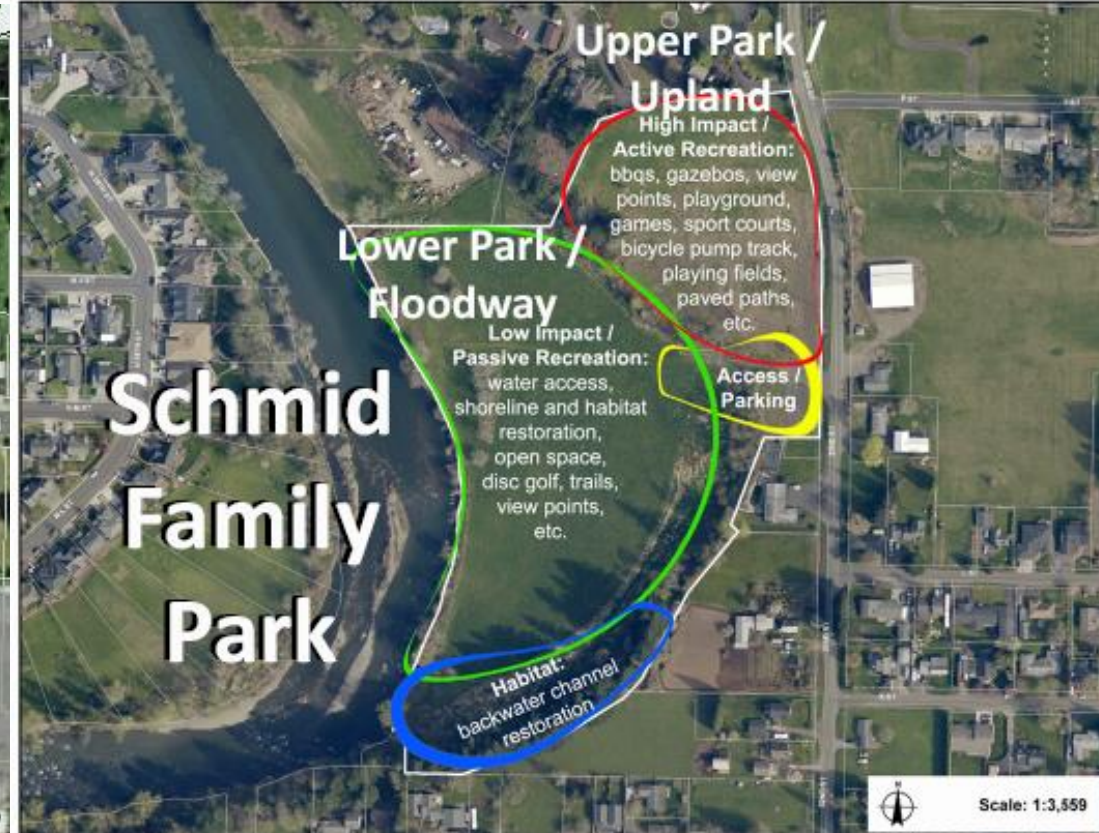 Upper Park /
Upland
High Impact /
Active Recreation:
bbqs, gazebos, view
points, playground,
games, sport courts,
bicycle pump track,
playing fields,
paved paths,
etc.
Lower Park /
Floodway
Low Impact /
Passive Recreation:
water access,
shoreline and habitat
restoration,
open space,
disc golf, trails,
view points,
etc.
Access /
Parking
Schmid
Family
Park
Habitat:
backwater channel
restoration
N
Scale: 1:3,559